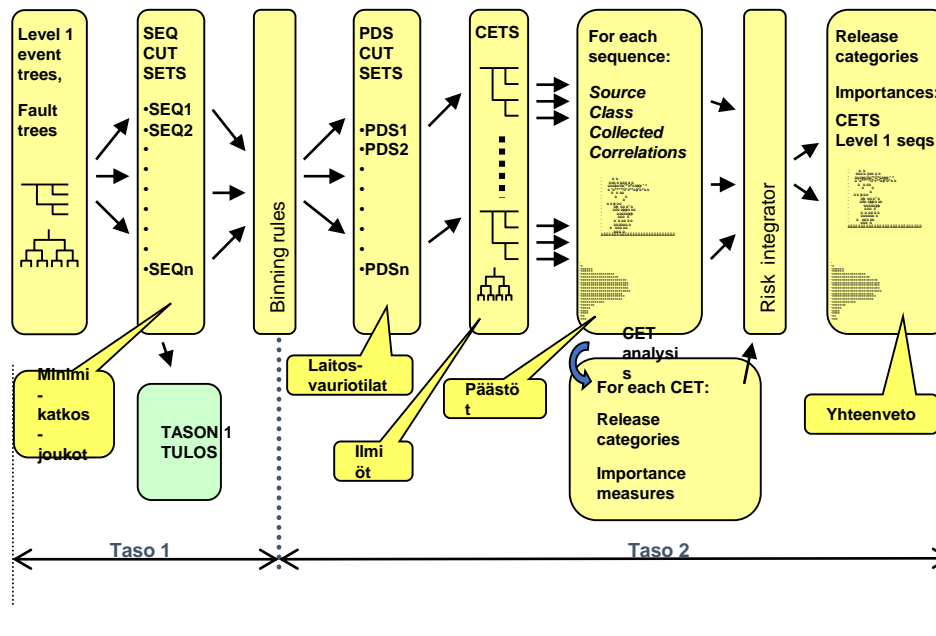 Level 1
event
trees,
Fault
trees
SEQ
CUT
SETS
•SEQ1
•SEQ2
•
•
•
•
•
•
•SEQn
Binning rules
PDS
CUT
SETS
•PDS1
•PDS2
•
•
•
•
•
•PDSn
CETS
For each
sequence:
Source
Class
Collected
Correlations
Risk integrator
Release
categories
Importances:
CETS
Level 1 seqs
Minimi
-
katkos
-
joukot
TASON 1
TULOS
Laitos-
vauriotilat
Ilmi
öt
Päästö
t
CET
analysi
s
For each CET:
Release
categories
Importance
measures
Yhteenveto
Taso 1
Taso 2